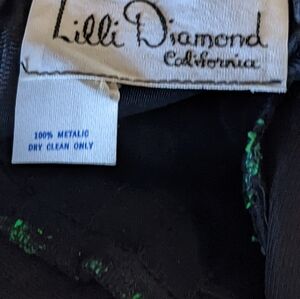 Lilli Diamond
California
100% METALIC
DRY CLEAN ONLY